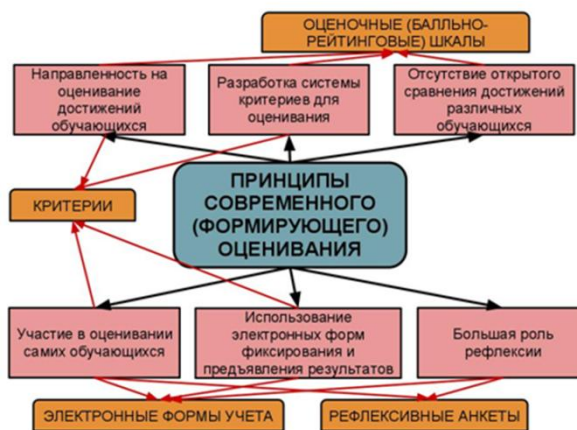 ОЦЕНОЧНЫЕ (БАЛЛЬНО-
РЕЙТИНГОВЫЕ) ШКАЛЫ
Направленность на
оценивание
достижений
обучающихся
Разработка системы
критериев для
оценивания
Отсутствие открытого
сравнения достижений
различных
обучающихся
КРИТЕРИИ
ПРИНЦИПЫ
СОВРЕМЕННОГО
(ФОРМИРУЮЩЕГО)
ОЦЕНИВАНИЯ
Участие в оценивании
самих обучающихся
Использование
электронных форм
фиксирования и
предъявления результатов
Большая роль
рефлексии
ЭЛЕКТРОННЫЕ ФОРМЫ УЧЕТА
РЕФЛЕКСИВНЫЕ АНКЕТЫ